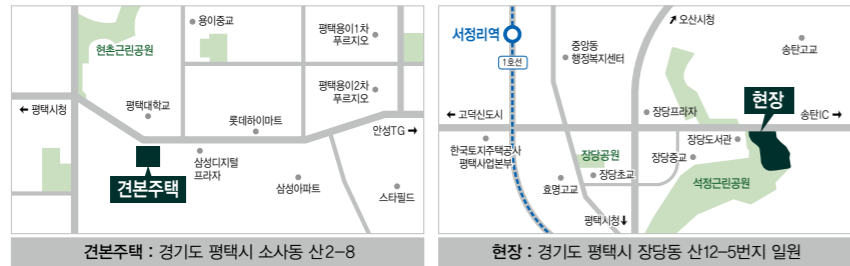 용이중교
평택용이1차
푸르지오
현촌근린공원
평택용이2차
푸르지오
← 평택시청
평택대학교
롯데하이마트
안성TG →
삼성디지털
프라자
견본주택
삼성아파트
스타필드
견본주택 : 경기도 평택시 소사동 산2-8
↗ 오산시청
서정리역
중앙동
행정복지센터
송탄고교
1호선
현장
← 고덕신도시
장당프라자
송탄IC →
한국토지주택공사
평택사업본부
장당공원
장당도서관
장당중교
장당초교
효명고교
석정근린공원
평택시청↓
현장 : 경기도 평택시 장당동 산12-5번지 일원